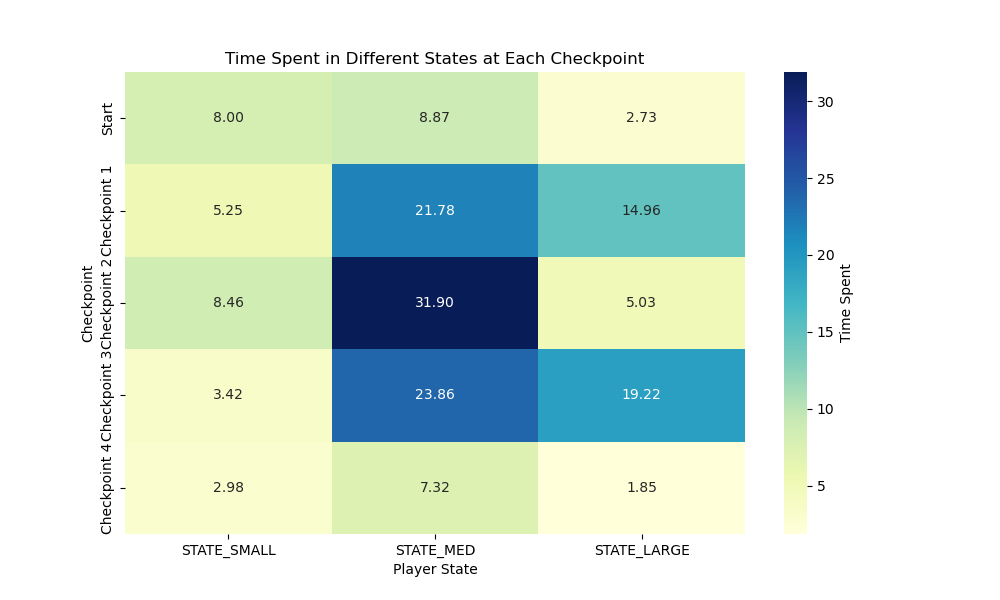 Time Spent in Different States at Each Checkpoint
Checkpoint
Start
8.00
8.87
2.73
Checkpoint 1
5.25
21.78
14.96
Checkpoint 2
8.46
31.90
5.03
Checkpoint 3
3.42
23.86
19.22
Checkpoint 4
2.98
7.32
1.85
STATE_SMALL
STATE_MED
STATE_LARGE
Player State
30
25
20
15
10
5
Time Spent